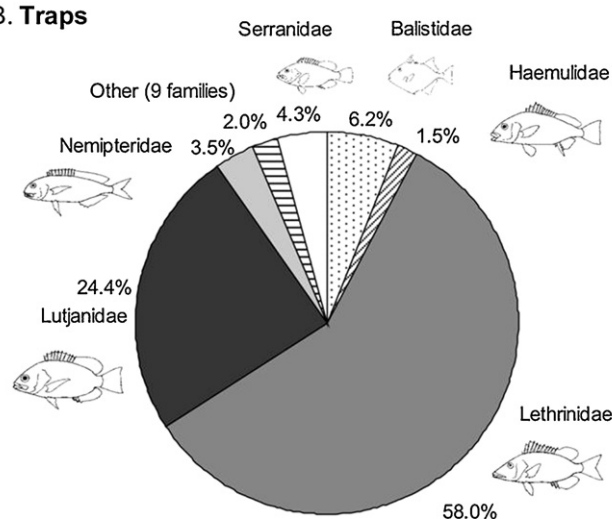 3. Traps
Serranidae
Balistidae
Haemulidae
Other (9 families)
2.0%
4.3%
6.2%
1.5%
Nemipteridae
3.5%
24.4%
Lutjanidae
Lethrinidae
58.0%